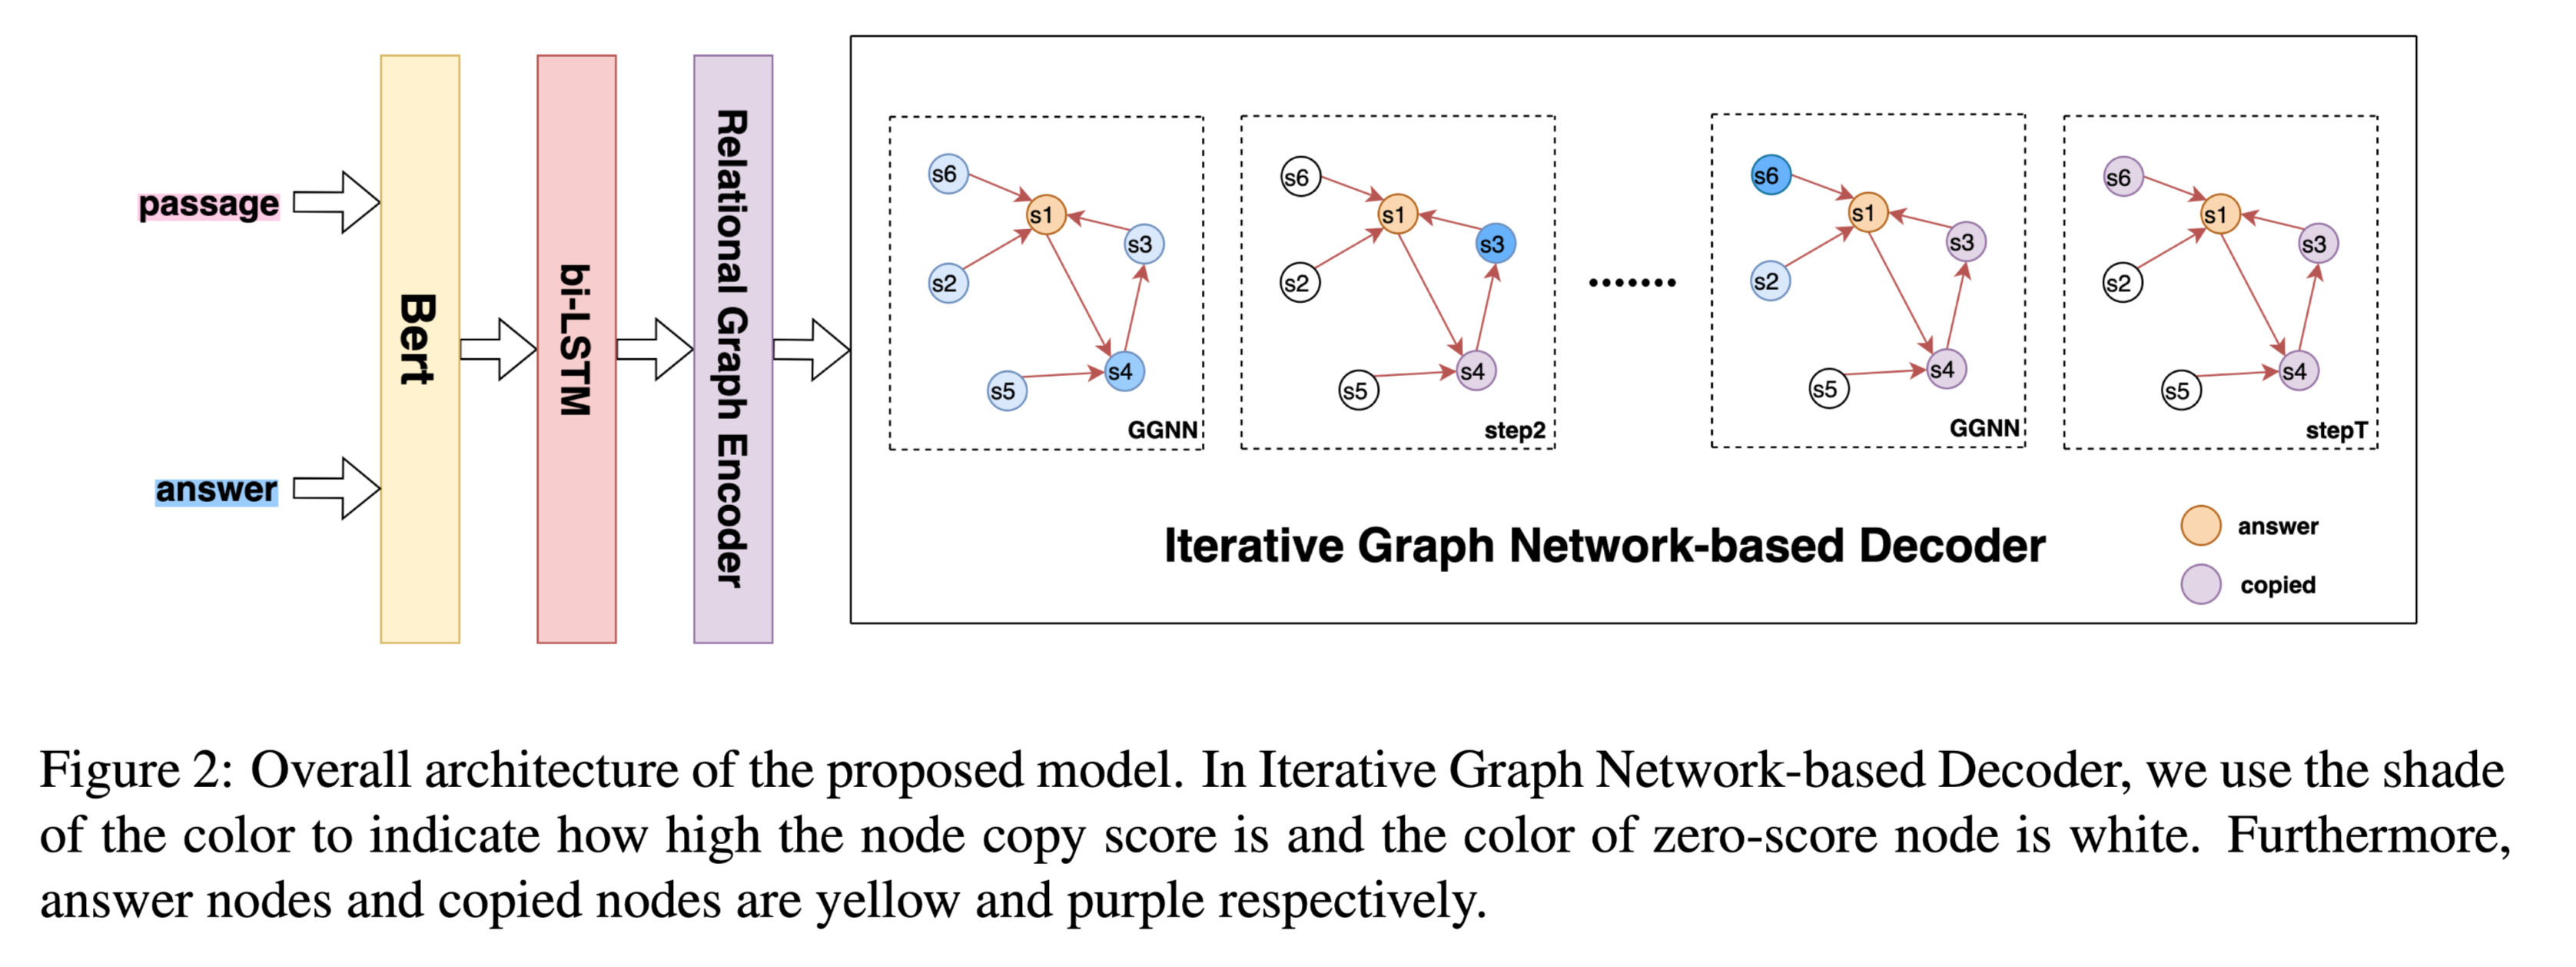 passage
answer
Bert
bi-LSTM
Relational Graph Encoder
s6
s1
s3
s2
s4
s5
GGNN
s6
s1
s3
s2
s4
s5
step2
.......
s6
s1
s3
s2
s4
s5
GGNN
s6
s1
s3
s2
s4
s5
stepT
Iterative Graph Network-based Decoder
answer
copied
Figure 2: Overall architecture of the proposed model. In Iterative Graph Network-based Decoder, we use the shade
of the color to indicate how high the node copy score is and the color of zero-score node is white. Furthermore,
answer nodes and copied nodes are yellow and purple respectively.